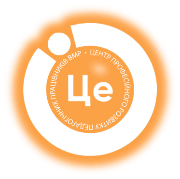 ЦЕНТР ПРОФЕСІЙНОГО РОЗВИТКУ ПЕДАГОГІЧНИХ ПРАЦІВНИКІВ ВМР •
Це